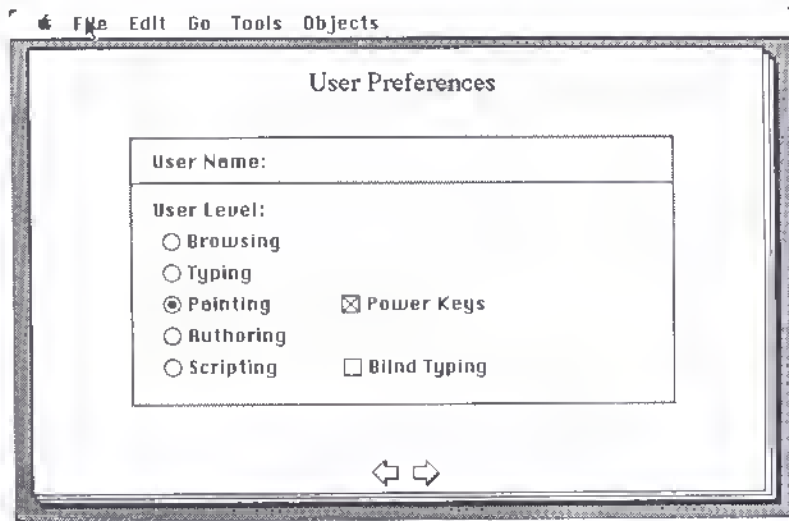 File Edit Go Tools Objects
User Preferences
User Name:
User Level:
Browsing
Typing
Painting Power Keys
Authoring
Scripting Blind Typing